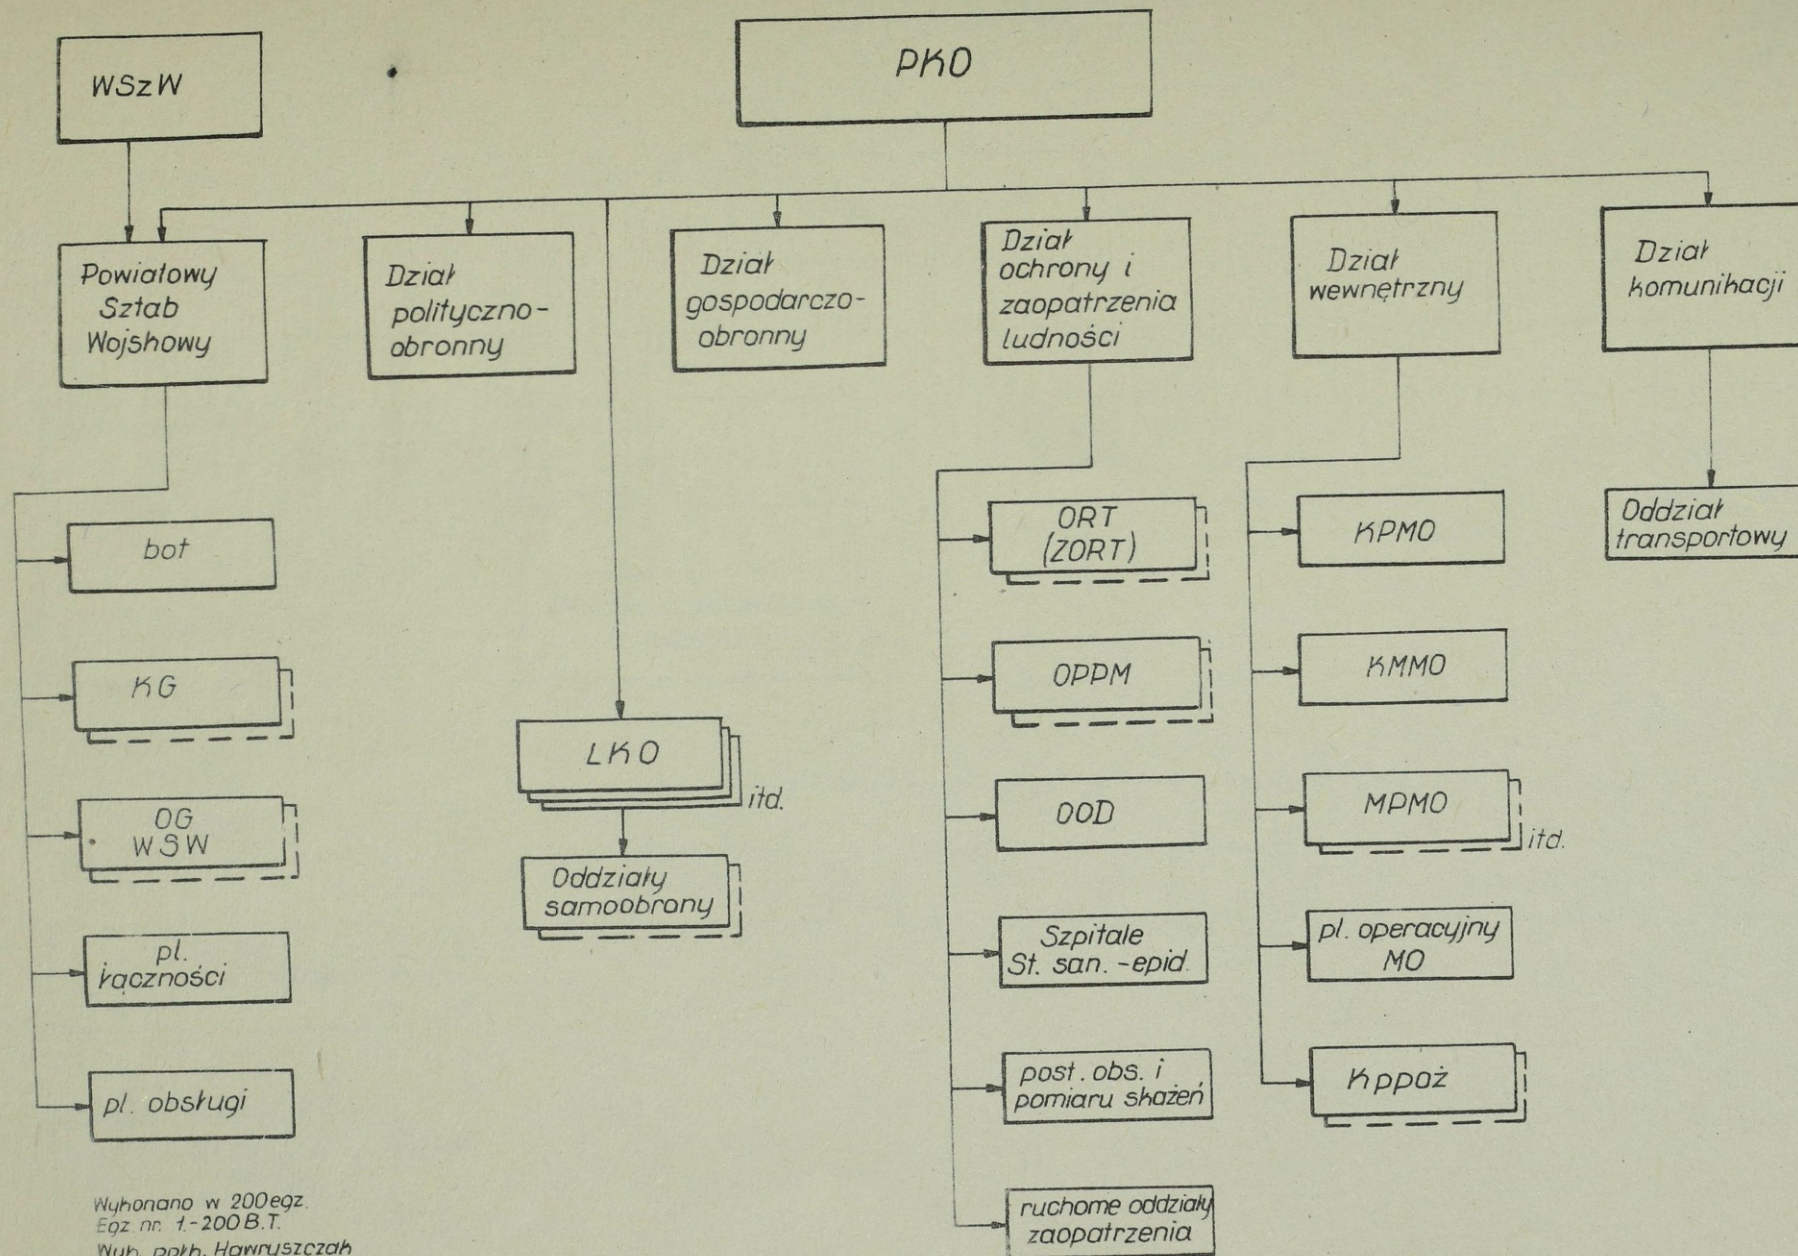 WSzW
PKO
Powiatowy
Sztab
Wojskowy
Dział
polityczno-
obronny
Dział
gospodarczo-
obronny
Dział
ochrony i
zaopatrzenia
ludności
Dział
wewnętrzny
Dział
komunikacji
bot
KG
OG
WSW
pl.
łączności
pl. obsługi
LKO
itd.
Oddziały
samoobrony
ORT
(ZORT)
OPPM
OOD
Szpitale
St. san. -epid.
post. obs. i
pomiaru skażeń
ruchome oddziały
zaopatrzenia
KPMO
KMMO
MPMO
itd.
pl. operacyjny
MO
Kppoż
Oddział
transportowy
Wykonano w 200 egz.
Egz nr. 1.-200 B.T.
Wyk. ppłk. Hawryszczak